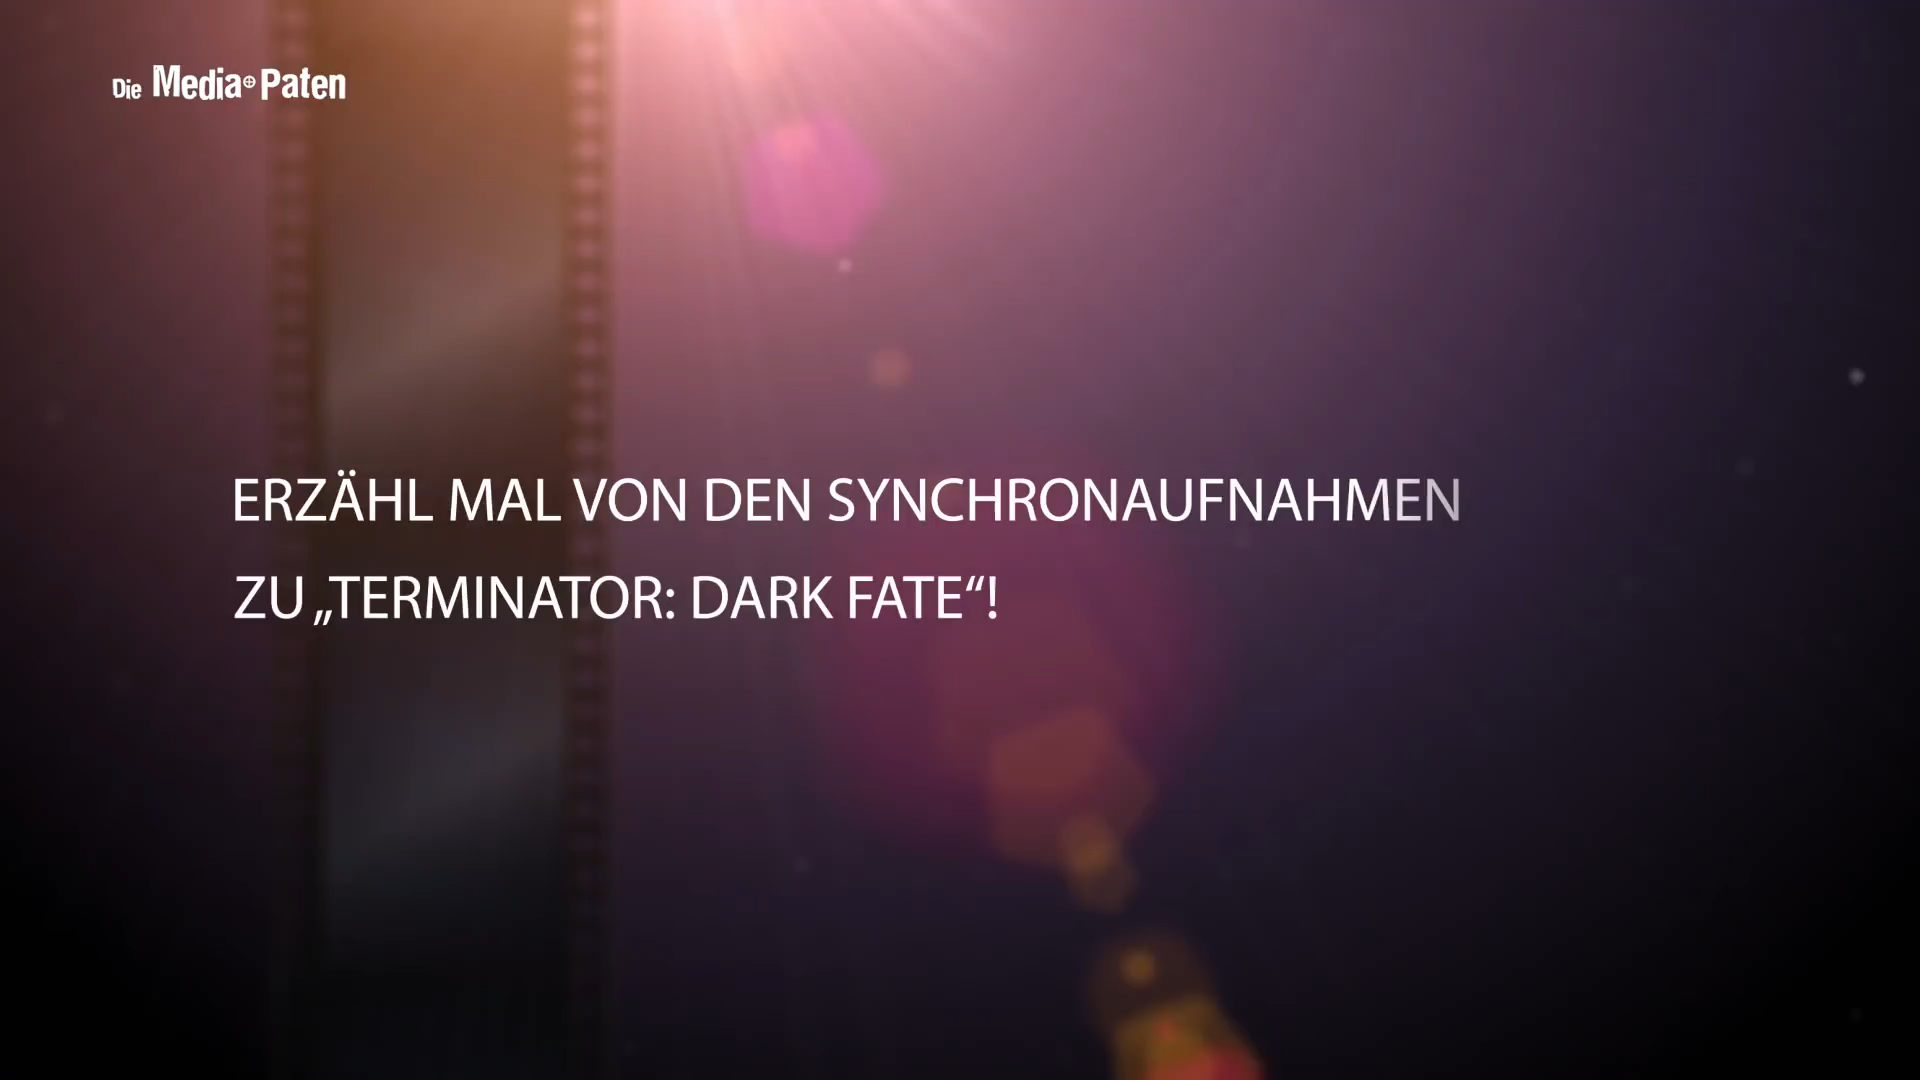 Die Media Paten
ERZÄHL MAL VON DEN SYNCHRONAUFNAHMEN
ZU „TERMINATOR: DARK FATE“!